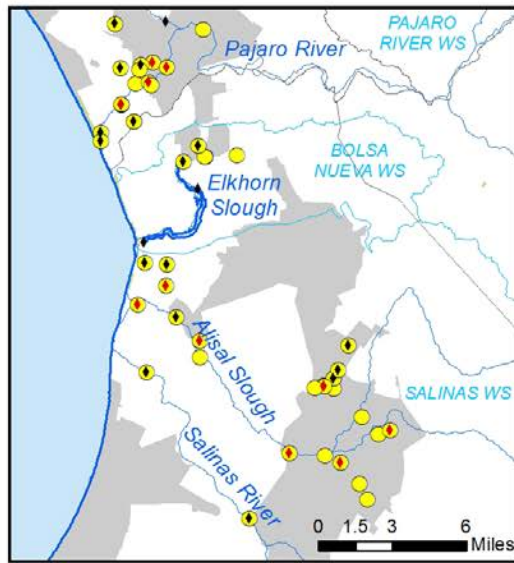 PAJARO
RIVER WS
Pajaro River
BOLSA
NUEVA WS
Elkhorn
Slough
Alisal Slough
SALINAS WS
Salinas River
0 1.5 3 6
Miles